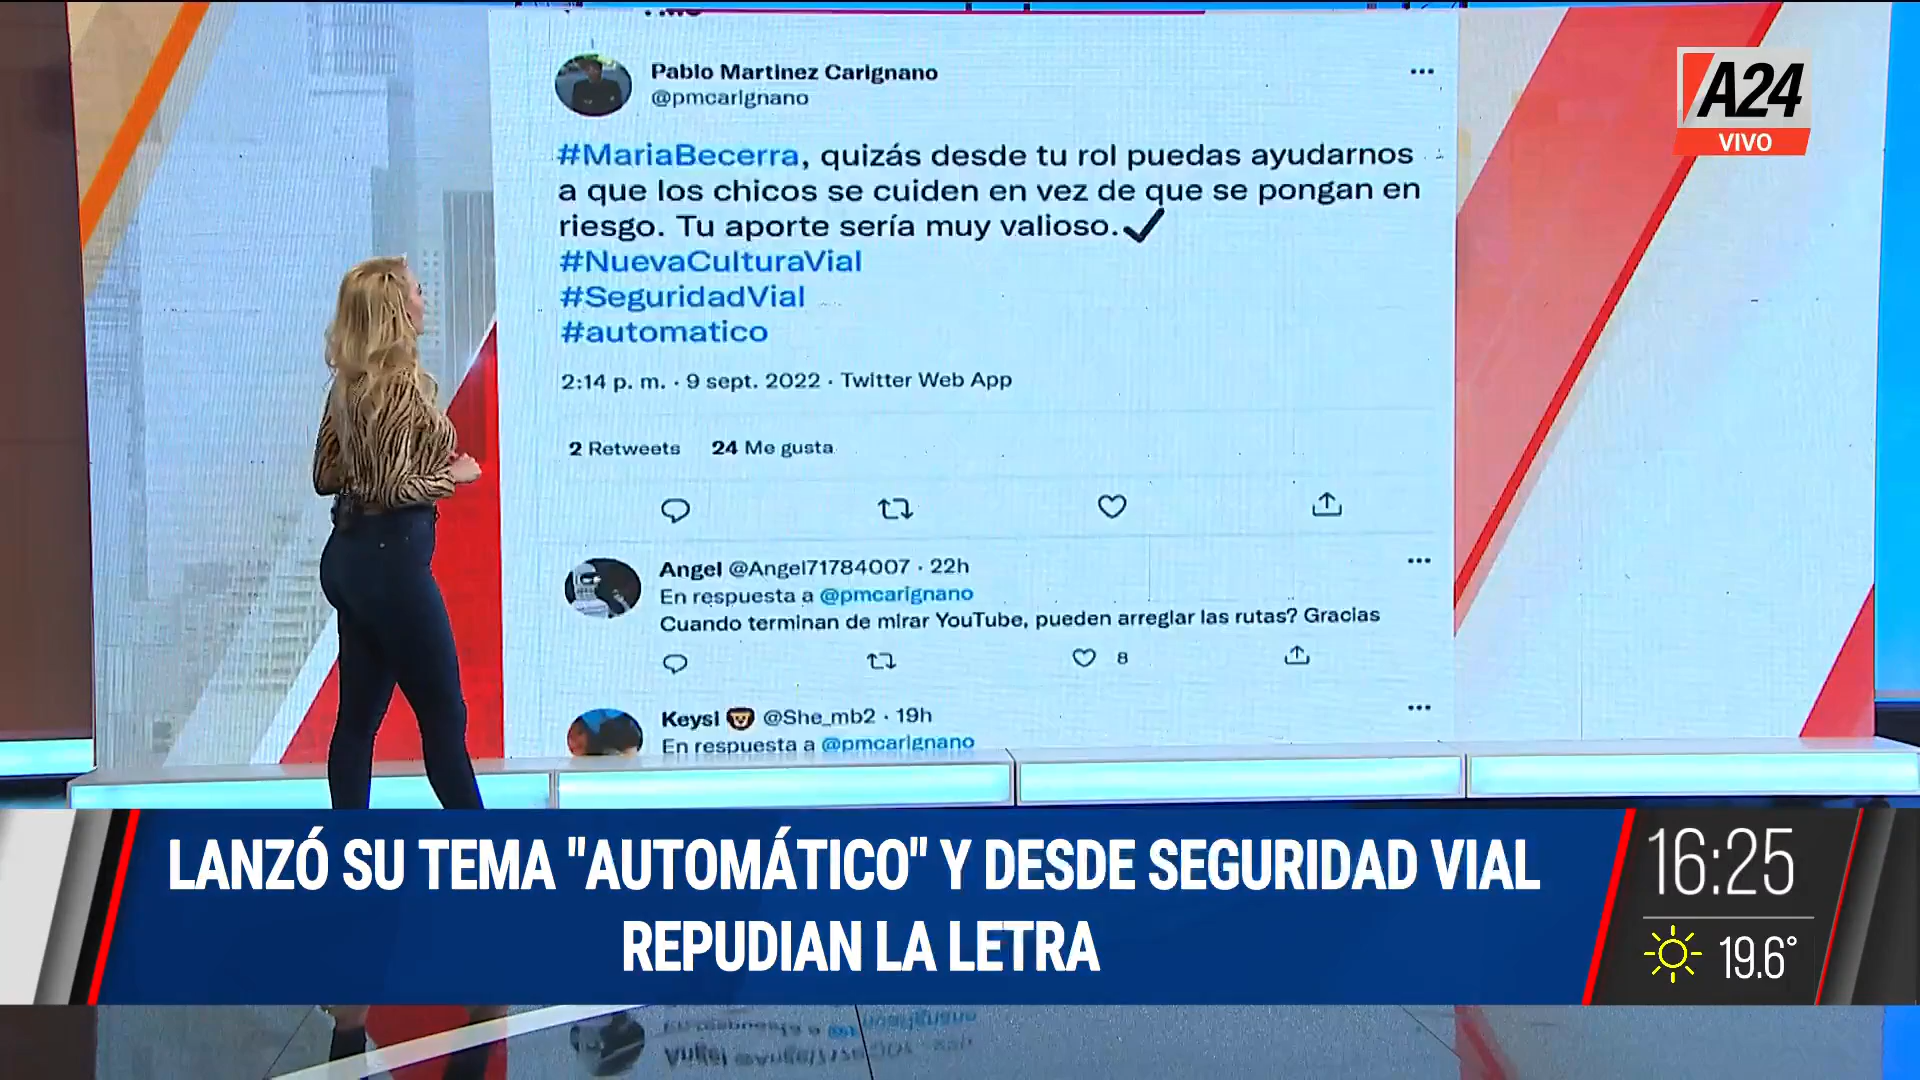 Pablo Martinez Carignano
@pmcarignano
#MariaBecerra, quizás desde tu rol puedas ayudarnos
a que los chicos se cuiden en vez de que se pongan en
riesgo. Tu aporte sería muy valioso.
#NuevaCulturaVial
#SeguridadVial
#automatico
2:14 p. m. · 9 sept. 2022 · Twitter Web App
2 Retweets 24 Me gusta
Angel @Angel71784007 · 22h
En respuesta a @pmcarignano
Cuando terminan de mirar YouTube, pueden arreglar las rutas? Gracias
8
Keysi @She_mb2 · 19h
En respuesta a @pmcarignano
A24
VIVO
LANZÓ SU TEMA "AUTOMÁTICO" Y DESDE SEGURIDAD VIAL
REPUDIAN LA LETRA
16:25
19.6°